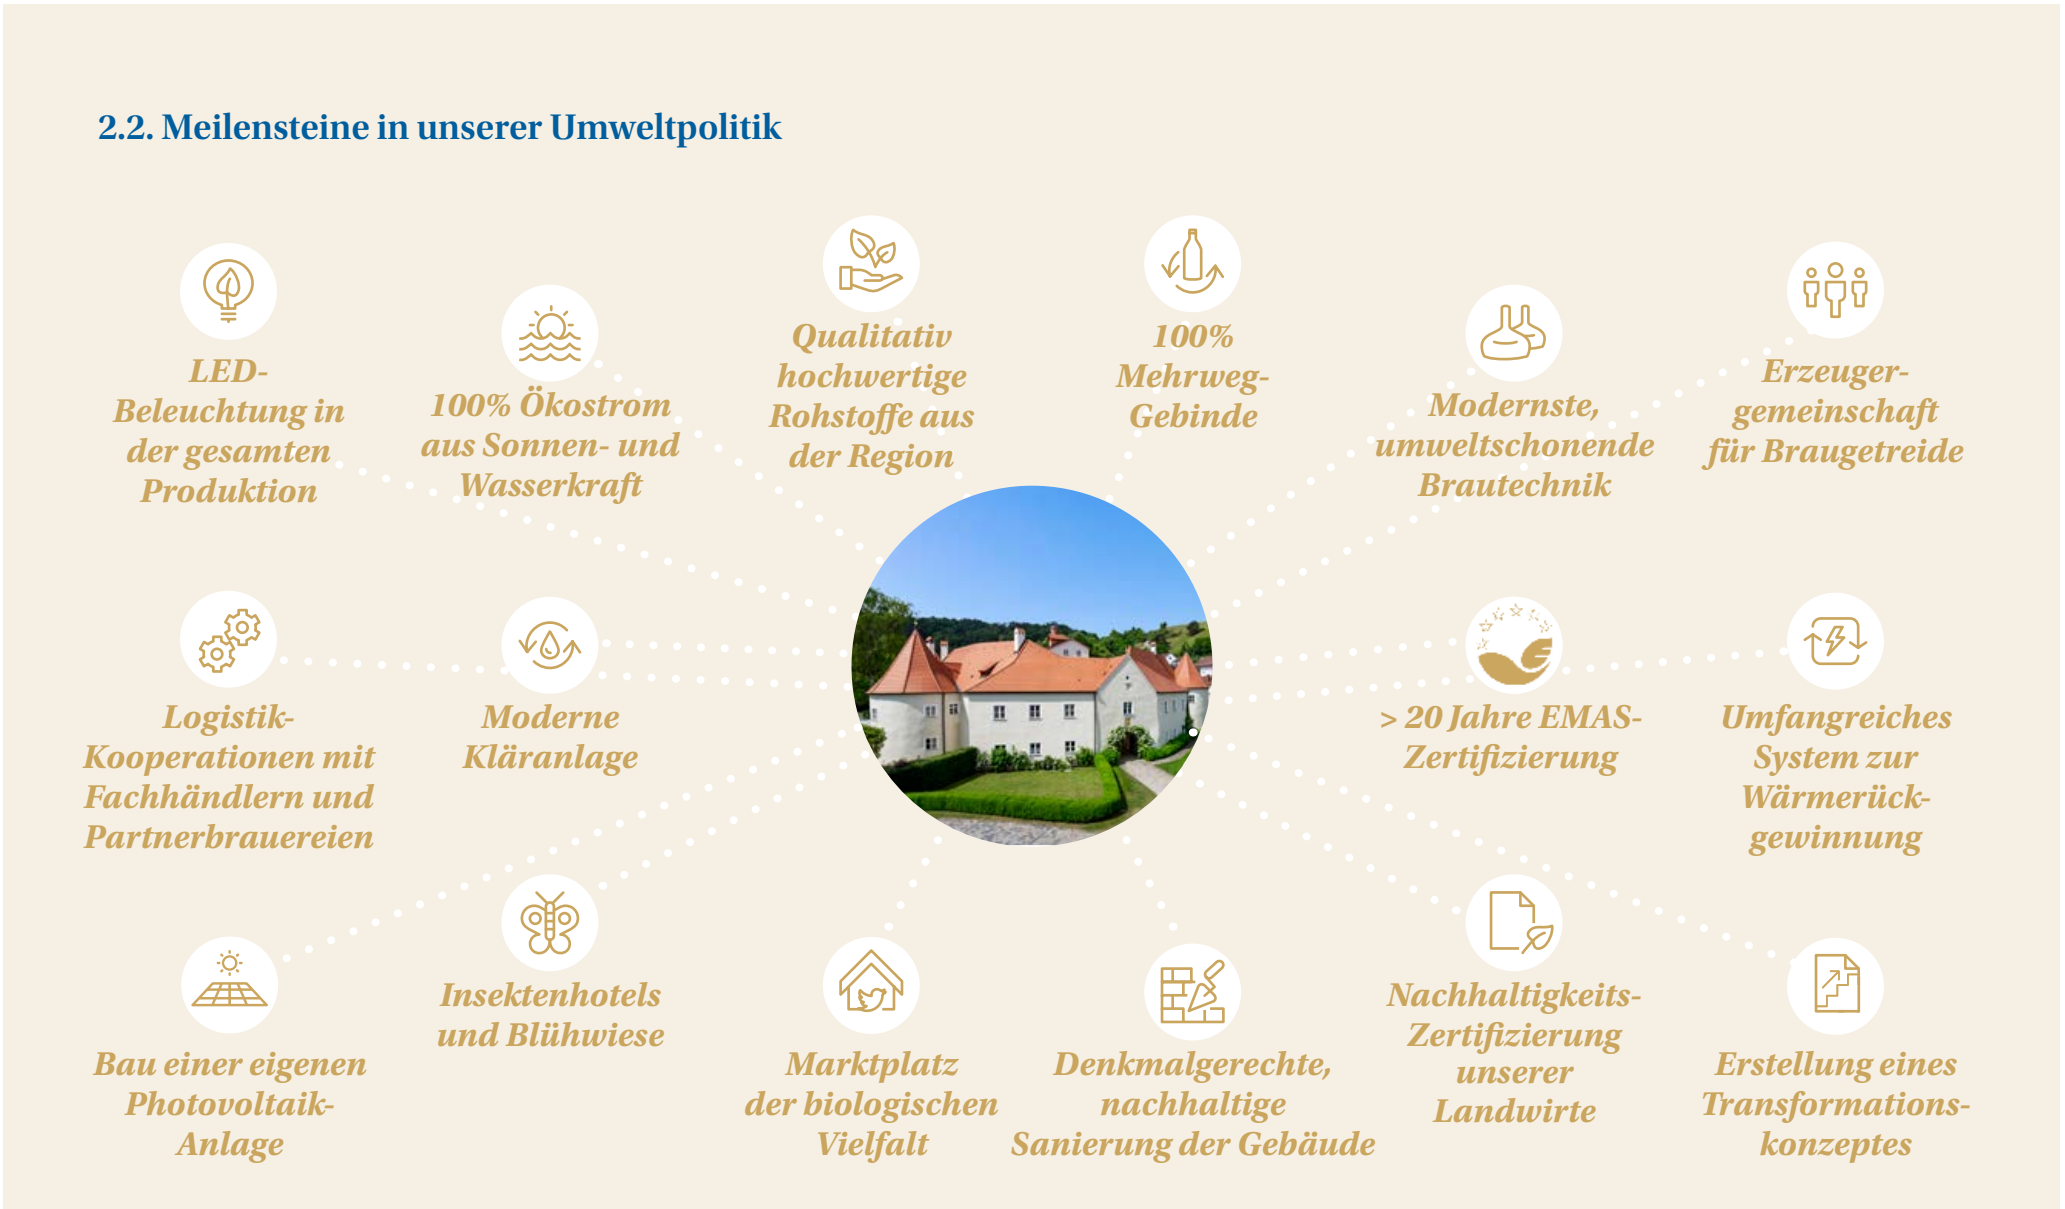 2.2. Meilensteine in unserer Umweltpolitik
LED-
Beleuchtung in
der gesamten
Produktion
100% Ökostrom
aus Sonnen- und
Wasserkraft
Qualitativ
hochwertige
Rohstoffe aus
der Region
100%
Mehrweg-
Gebinde
Modernste,
umweltschonende
Brautechnik
Erzeuger-
gemeinschaft
für Braugetreide
Logistik-
Kooperationen mit
Fachhändlern und
Partnerbrauereien
Moderne
Kläranlage
> 20 Jahre EMAS-
Zertifizierung
Umfangreiches
System zur
Wärmerück-
gewinnung
Bau einer eigenen
Photovoltaik-
Anlage
Insektenhotels
und Blühwiese
Marktplatz
der biologischen
Vielfalt
Denkmalgerechte,
nachhaltige
Sanierung der Gebäude
Nachhaltigkeits-
Zertifizierung
unserer
Landwirte
Erstellung eines
Transformations-
konzeptes